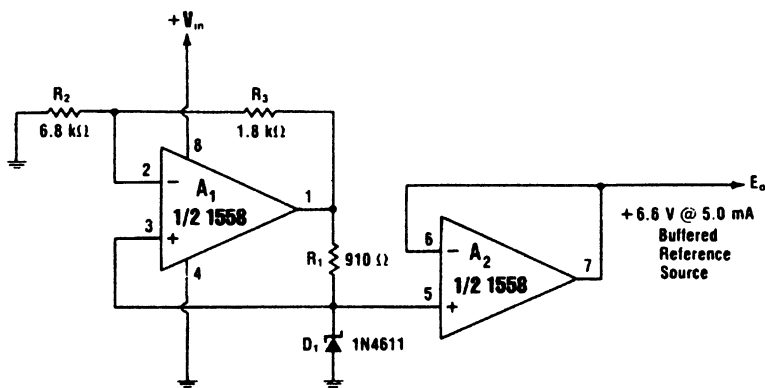 +V_in
R2
6.8 kΩ
R3
1.8 kΩ
8
2
−
A1
1/2 1558
1
3
+
4
R1
910 Ω
D1
1N4611
6
−
A2
1/2 1558
7
5
+
Eo
+6.6 V @ 5.0 mA
Buffered
Reference
Source